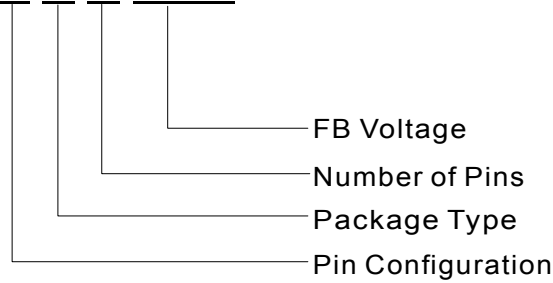 FB Voltage
Number of Pins
Package Type
Pin Configuration